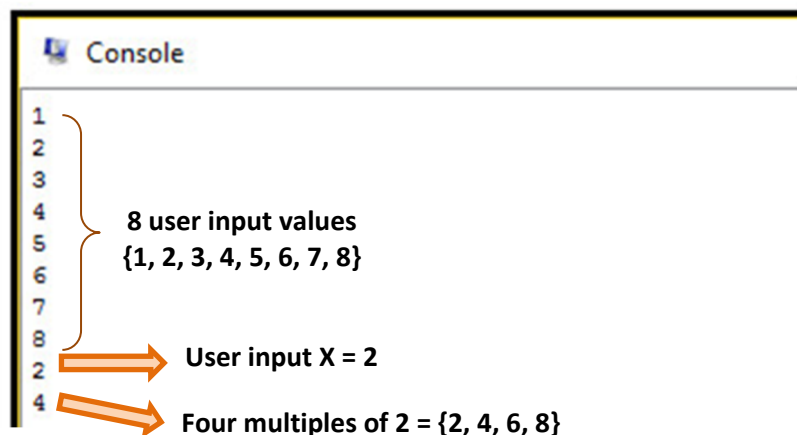 Console
1
2
3
4
5
6
7
8
8 user input values
{1, 2, 3, 4, 5, 6, 7, 8}
2
User input X = 2
4
Four multiples of 2 = {2, 4, 6, 8}